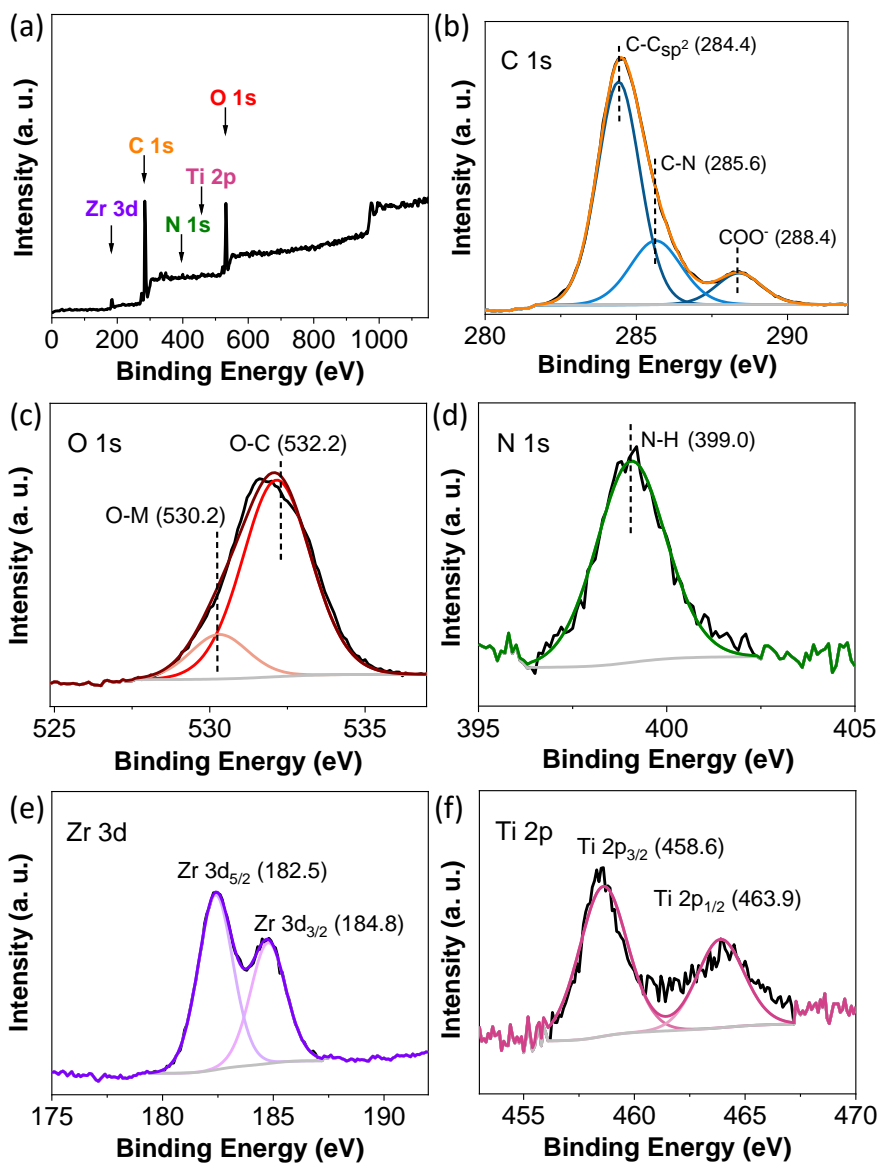 (a)
O 1s
C 1s
Ti 2p
Zr 3d
N 1s
Intensity (a. u.)
0 200 400 600 800 1000
Binding Energy (eV)
(b)
C 1s
C-Csp² (284.4)
C-N (285.6)
COO⁻ (288.4)
Intensity (a. u.)
280 285 290
Binding Energy (eV)
(c)
O 1s
O-C (532.2)
O-M (530.2)
Intensity (a. u.)
525 530 535
Binding Energy (eV)
(d)
N 1s
N-H (399.0)
Intensity (a. u.)
395 400 405
Binding Energy (eV)
(e)
Zr 3d
Zr 3d5/2 (182.5)
Zr 3d3/2 (184.8)
Intensity (a. u.)
175 180 185 190
Binding Energy (eV)
(f)
Ti 2p
Ti 2p3/2 (458.6)
Ti 2p1/2 (463.9)
Intensity (a. u.)
455 460 465 470
Binding Energy (eV)